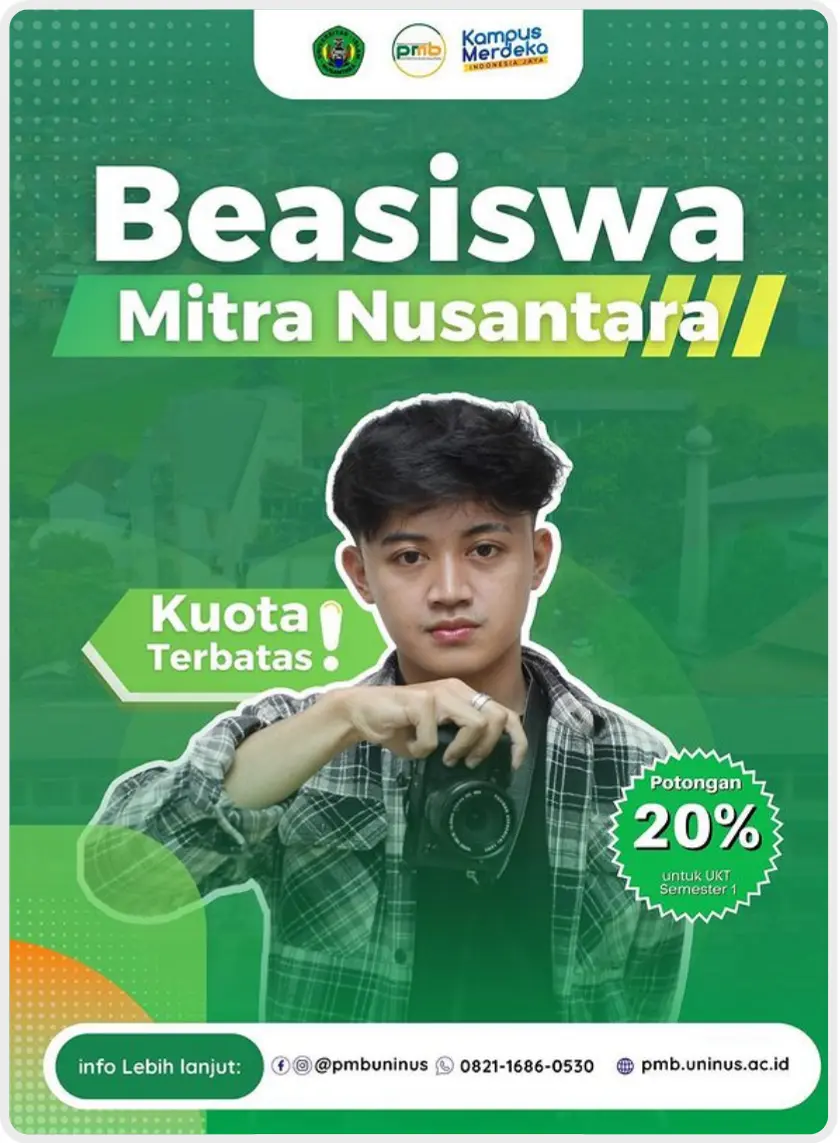 pmb
Kampus
Merdeka
INDONESIA JAYA
Beasiswa
Mitra Nusantara
Kuota
Terbatas!
Potongan
20%
untuk UKT
Semester 1
info Lebih lanjut: @pmbuninus 0821-1686-0530 pmb.uninus.ac.id